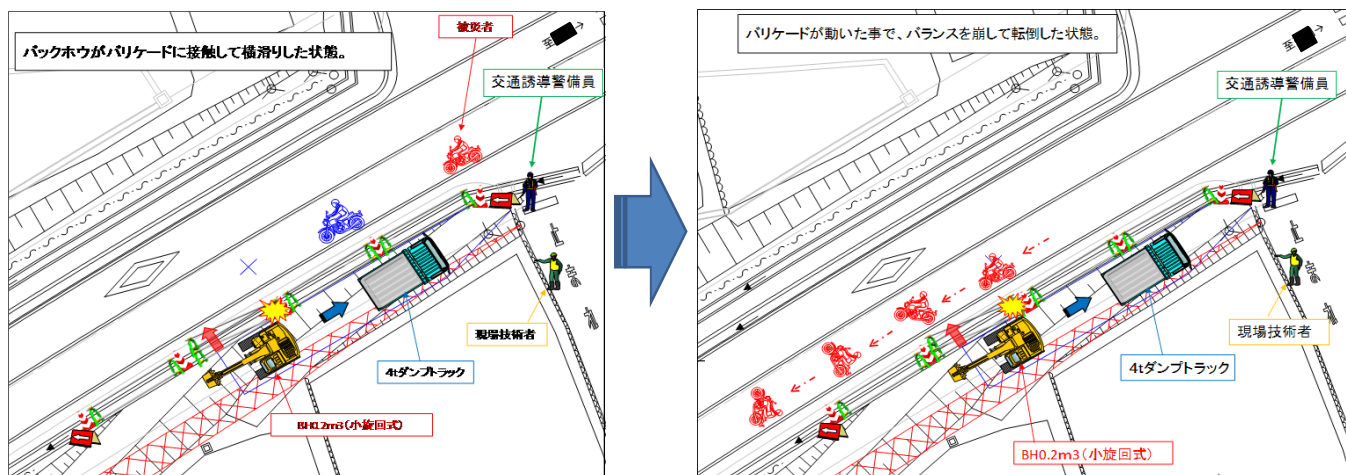 被災者
バックホウがバリケードに接触して横滑りした状態。
至
交通誘導警備員
現場技術者
4tダンプトラック
BH0.2m3(小旋回式)
バリケードが動いた事で、バランスを崩して転倒した状態。
至
交通誘導警備員
現場技術者
4tダンプトラック
BH0.2m3(小旋回式)